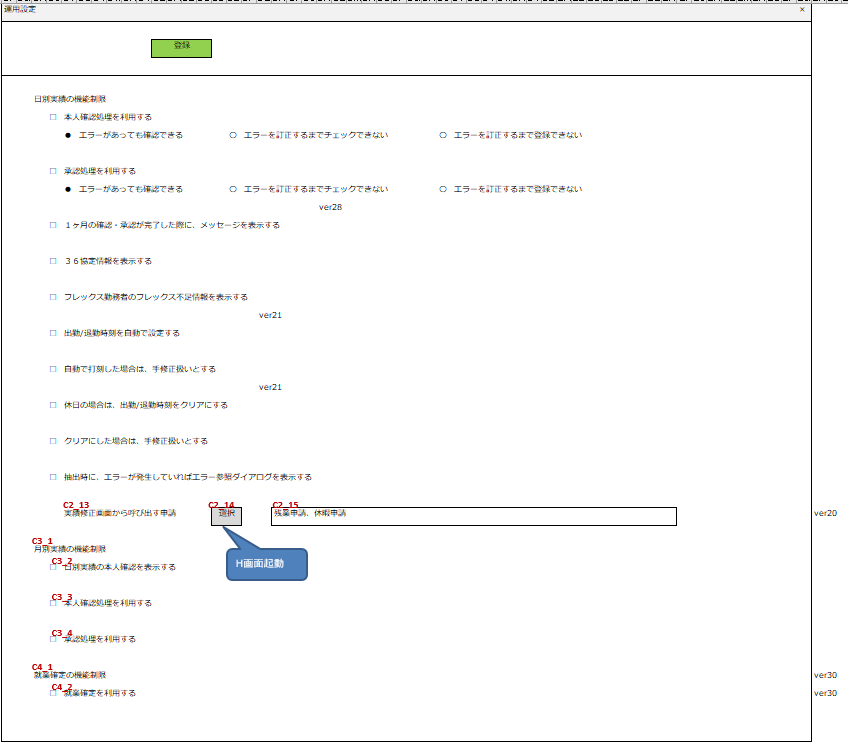 運用設定 ×
登録
日別実績の機能制限
□ 本人確認処理を利用する
● エラーがあっても確認できる ○ エラーを訂正するまでチェックできない ○ エラーを訂正するまで登録できない
□ 承認処理を利用する
● エラーがあっても確認できる ○ エラーを訂正するまでチェックできない ○ エラーを訂正するまで登録できない
ver28
□ 1ヶ月の確認・承認が完了した際に、メッセージを表示する
□ 36協定情報を表示する
□ フレックス勤務者のフレックス不足情報を表示する
ver21
□ 出勤/退勤時刻を自動で設定する
□ 自動で打刻した場合は、手修正扱いとする
ver21
□ 休日の場合は、出勤/退勤時刻をクリアにする
□ クリアにした場合は、手修正扱いとする
□ 抽出時に、エラーが発生していればエラー参照ダイアログを表示する
C2_13 C2_14 C2_15
実績修正画面から呼び出す申請 選択 残業申請、休暇申請 ver20
C3_1
月別実績の機能制限
H画面起動
C3_2
□ 日別実績の本人確認を表示する
C3_3
□ 本人確認処理を利用する
C3_4
□ 承認処理を利用する
C4_1
就業確定の機能制限 ver30
C4_2
□ 就業確定を利用する ver30